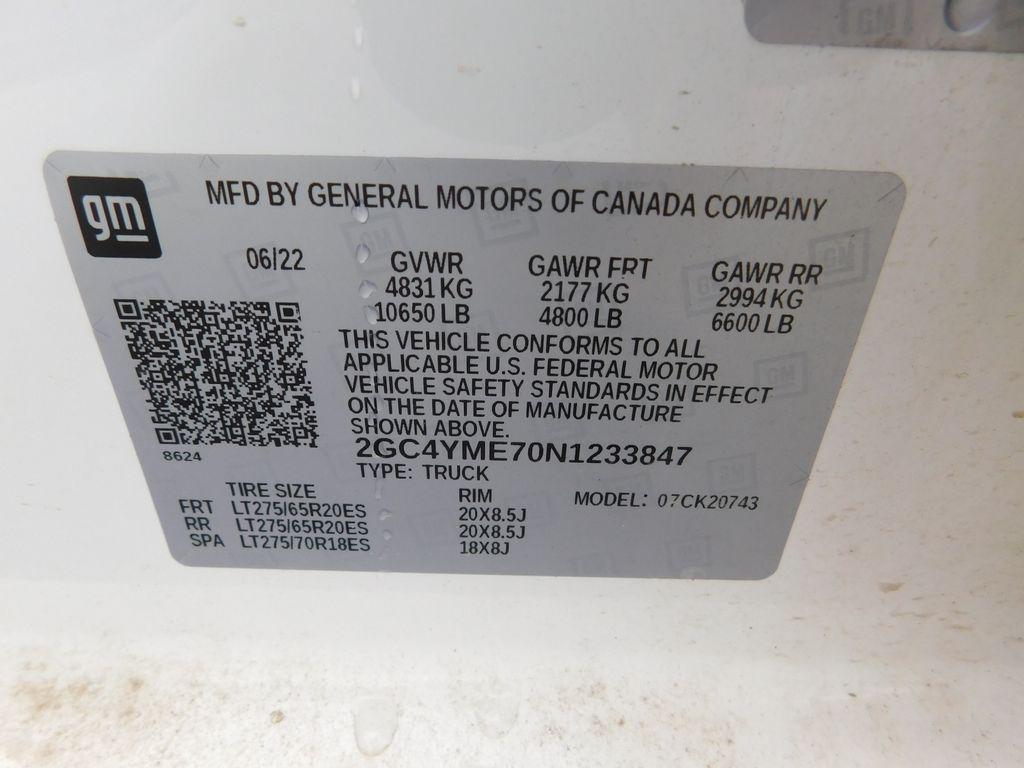 gm
MFD BY GENERAL MOTORS OF CANADA COMPANY
06/22 GVWR GAWR FRT GAWR RR
4831 KG 2177 KG 2994 KG
10650 LB 4800 LB 6600 LB
THIS VEHICLE CONFORMS TO ALL
APPLICABLE U.S. FEDERAL MOTOR
VEHICLE SAFETY STANDARDS IN EFFECT
ON THE DATE OF MANUFACTURE
SHOWN ABOVE.
8624
2GC4YME70N1233847
TYPE: TRUCK
TIRE SIZE RIM MODEL: 07CK20743
FRT LT275/65R20ES 20X8.5J
RR LT275/65R20ES 20X8.5J
SPA LT275/70R18ES 18X8J